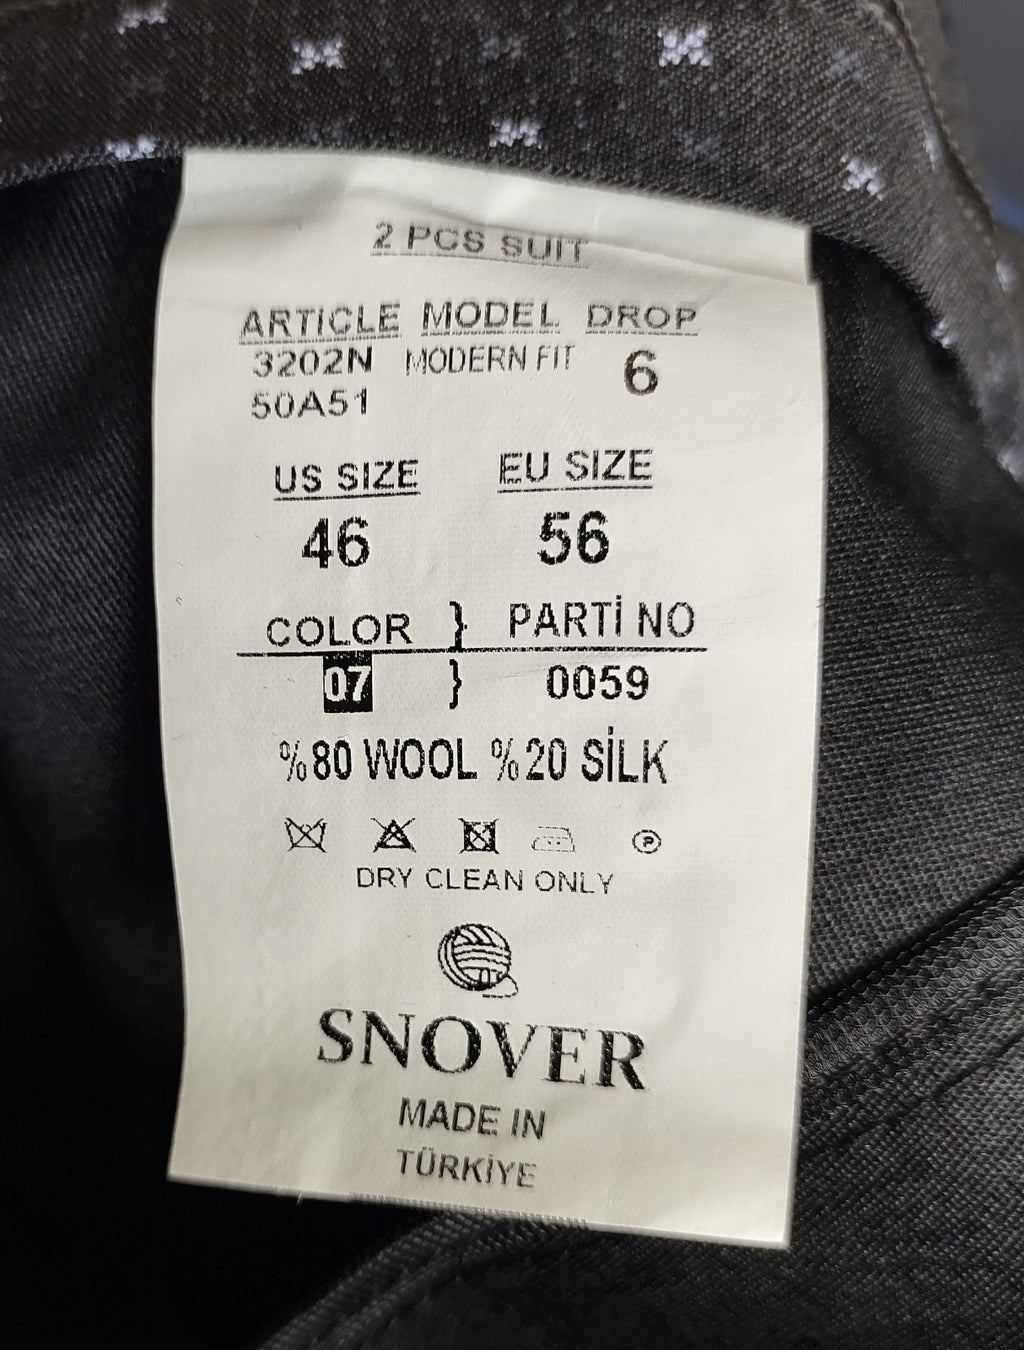 2 PCS SUIT
ARTICLE MODEL DROP
3202N MODERN FIT 6
50A51
US SIZE EU SIZE
46 56
COLOR } PARTİ NO
07 } 0059
%80 WOOL %20 SİLK
P
DRY CLEAN ONLY
SNOVER
MADE IN
TÜRKİYE